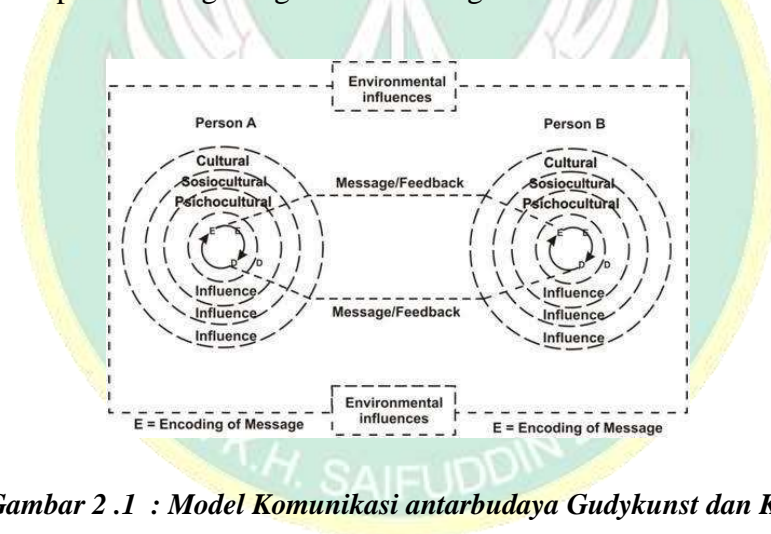 Environmental
influences
Person A
Person B
Cultural
Sosiocultural
Psichocultural
E E
D D
Influence
Influence
Influence
Message/Feedback
Message/Feedback
Cultural
Sosiocultural
Psichocultural
E E
D D
Influence
Influence
Influence
Environmental
influences
E = Encoding of Message
E = Encoding of Message
K.H. SAIFUDDIN
Gambar 2 .1 : Model Komunikasi antarbudaya Gudykunst dan K